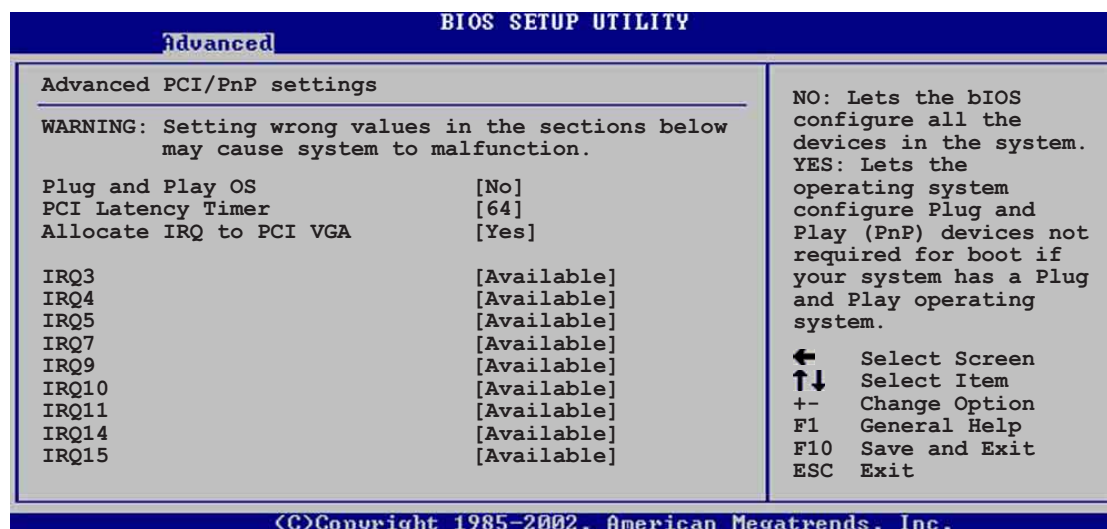 BIOS SETUP UTILITY
Advanced
Advanced PCI/PnP settings
WARNING: Setting wrong values in the sections below
may cause system to malfunction.
Plug and Play OS [No]
PCI Latency Timer [64]
Allocate IRQ to PCI VGA [Yes]
IRQ3 [Available]
IRQ4 [Available]
IRQ5 [Available]
IRQ7 [Available]
IRQ9 [Available]
IRQ10 [Available]
IRQ11 [Available]
IRQ14 [Available]
IRQ15 [Available]
NO: Lets the bIOS
configure all the
devices in the system.
YES: Lets the
operating system
configure Plug and
Play (PnP) devices not
required for boot if
your system has a Plug
and Play operating
system.
← Select Screen
↑↓ Select Item
+- Change Option
F1 General Help
F10 Save and Exit
ESC Exit
(C)Copyright 1985-2002, American Megatrends, Inc.